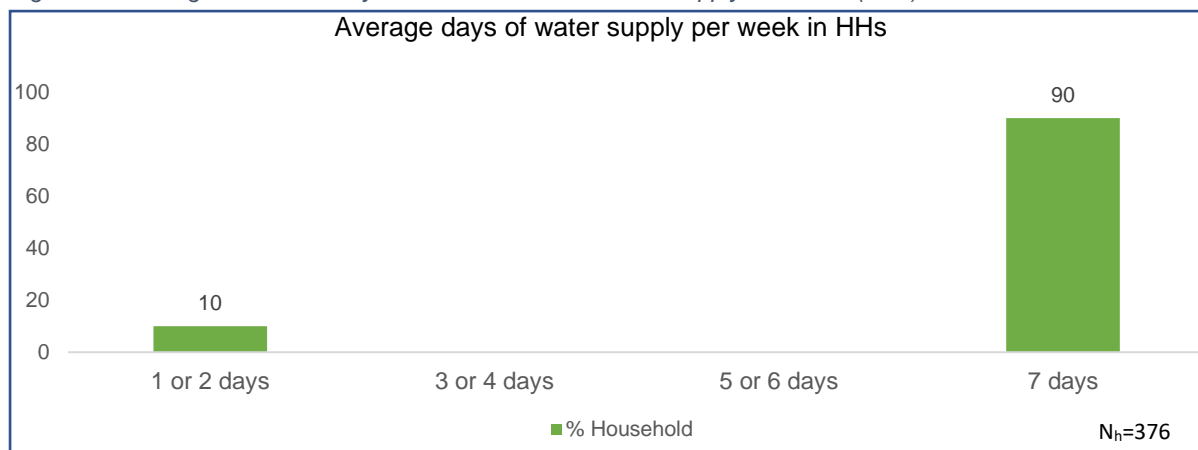 Average days of water supply per week in HHs
100
90
80
60
40
20
10
0
1 or 2 days
3 or 4 days
5 or 6 days
7 days
% Household
Nₕ=376